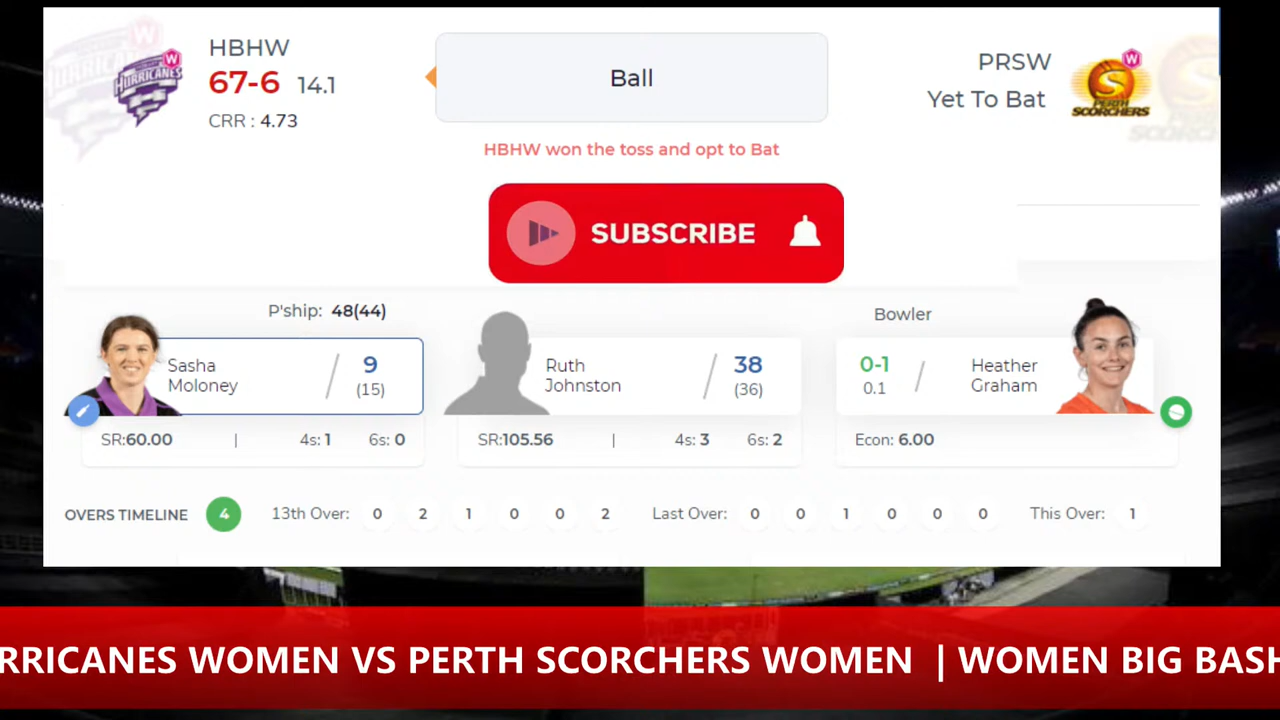 HBHW
67-6 14.1
CRR : 4.73
W
HURRICANES
Ball
HBHW won the toss and opt to Bat
PRSW
Yet To Bat
W
S
PERTH
SCORCHERS
SUBSCRIBE
P'ship: 48(44)
Sasha
Moloney
/ 9
(15)
SR:60.00 | 4s: 1 6s: 0
Ruth
Johnston
/ 38
(36)
SR:105.56 | 4s: 3 6s: 2
Bowler
0-1
0.1
/ Heather
Graham
Econ: 6.00
OVERS TIMELINE 4 13th Over: 0 2 1 0 0 2 Last Over: 0 0 1 0 0 0 This Over: 1
RRICANES WOMEN VS PERTH SCORCHERS WOMEN | WOMEN BIG BASH